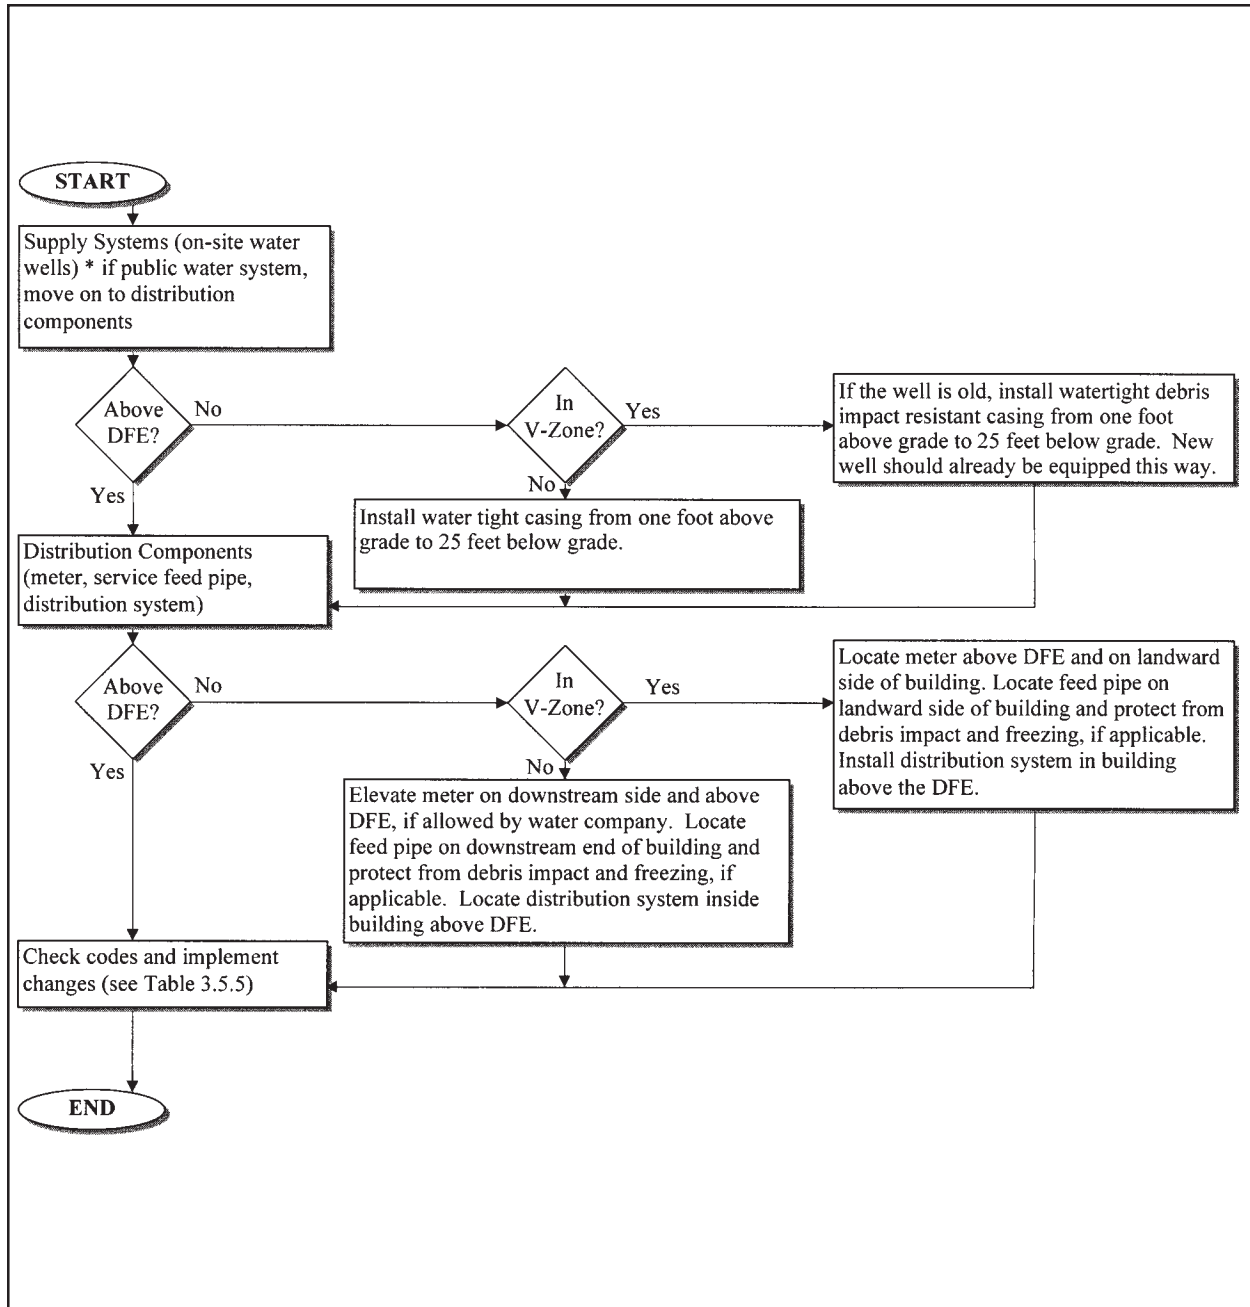 START
Supply Systems (on-site water
wells) * if public water system,
move on to distribution
components
Above
DFE?
No
Yes
In
V-Zone?
Yes
No
If the well is old, install watertight debris
impact resistant casing from one foot
above grade to 25 feet below grade.  New
well should already be equipped this way.
Install water tight casing from one foot above
grade to 25 feet below grade.
Distribution Components
(meter, service feed pipe,
distribution system)
Above
DFE?
No
Yes
In
V-Zone?
Yes
No
Locate meter above DFE and on landward
side of building. Locate feed pipe on
landward side of building and protect from
debris impact and freezing, if applicable.
Install distribution system in building
above the DFE.
Elevate meter on downstream side and above
DFE, if allowed by water company.  Locate
feed pipe on downstream end of building and
protect from debris impact and freezing, if
applicable.  Locate distribution system inside
building above DFE.
Check codes and implement
changes (see Table 3.5.5)
END